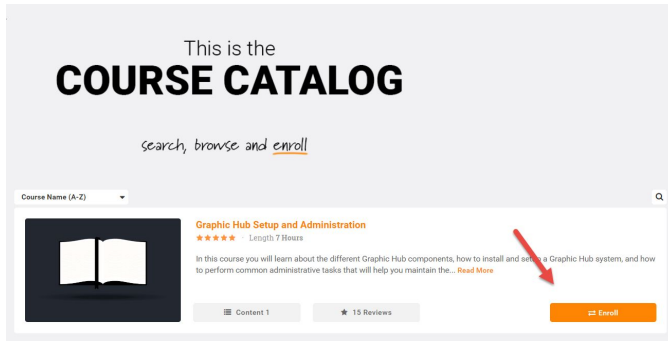 This is the
COURSE CATALOG
search, browse and enroll
Course Name (A-Z)
Graphic Hub Setup and Administration
Length 7 Hours
In this course you will learn about the different Graphic Hub components, how to install and setup a Graphic Hub system, and how
to perform common administrative tasks that will help you maintain the... Read More
Content 1
15 Reviews
Enroll